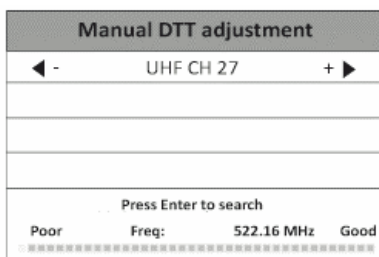 Manual DTT adjustment
◀ - UHF CH 27 + ▶
Press Enter to search
Poor Freq: 522.16 MHz Good